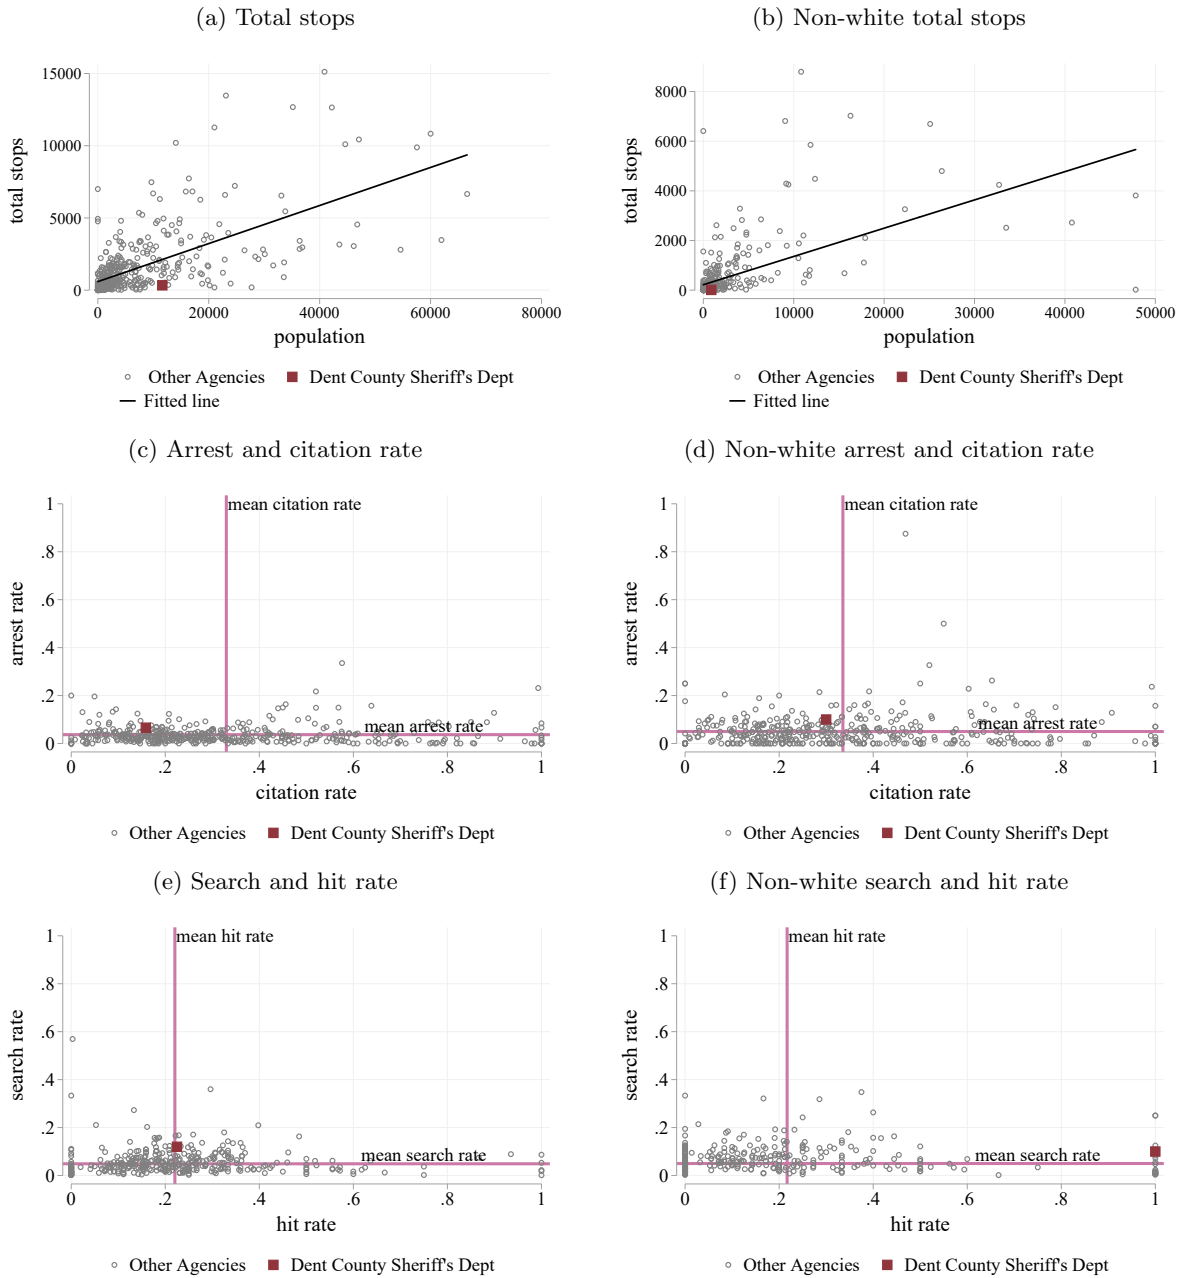 (a) Total stops
(b) Non-white total stops
total stops
15000
10000
5000
0
0 20000 40000 60000 80000
population
Other Agencies Dent County Sheriff's Dept
Fitted line
total stops
8000
6000
4000
2000
0
0 10000 20000 30000 40000 50000
population
Other Agencies Dent County Sheriff's Dept
Fitted line
(c) Arrest and citation rate
(d) Non-white arrest and citation rate
arrest rate
1
.8
.6
.4
.2
0
mean citation rate
mean arrest rate
0 .2 .4 .6 .8 1
citation rate
Other Agencies Dent County Sheriff's Dept
arrest rate
1
.8
.6
.4
.2
0
mean citation rate
mean arrest rate
0 .2 .4 .6 .8 1
citation rate
Other Agencies Dent County Sheriff's Dept
(e) Search and hit rate
(f) Non-white search and hit rate
search rate
1
.8
.6
.4
.2
0
mean hit rate
mean search rate
0 .2 .4 .6 .8 1
hit rate
Other Agencies Dent County Sheriff's Dept
search rate
1
.8
.6
.4
.2
0
mean hit rate
mean search rate
0 .2 .4 .6 .8 1
hit rate
Other Agencies Dent County Sheriff's Dept